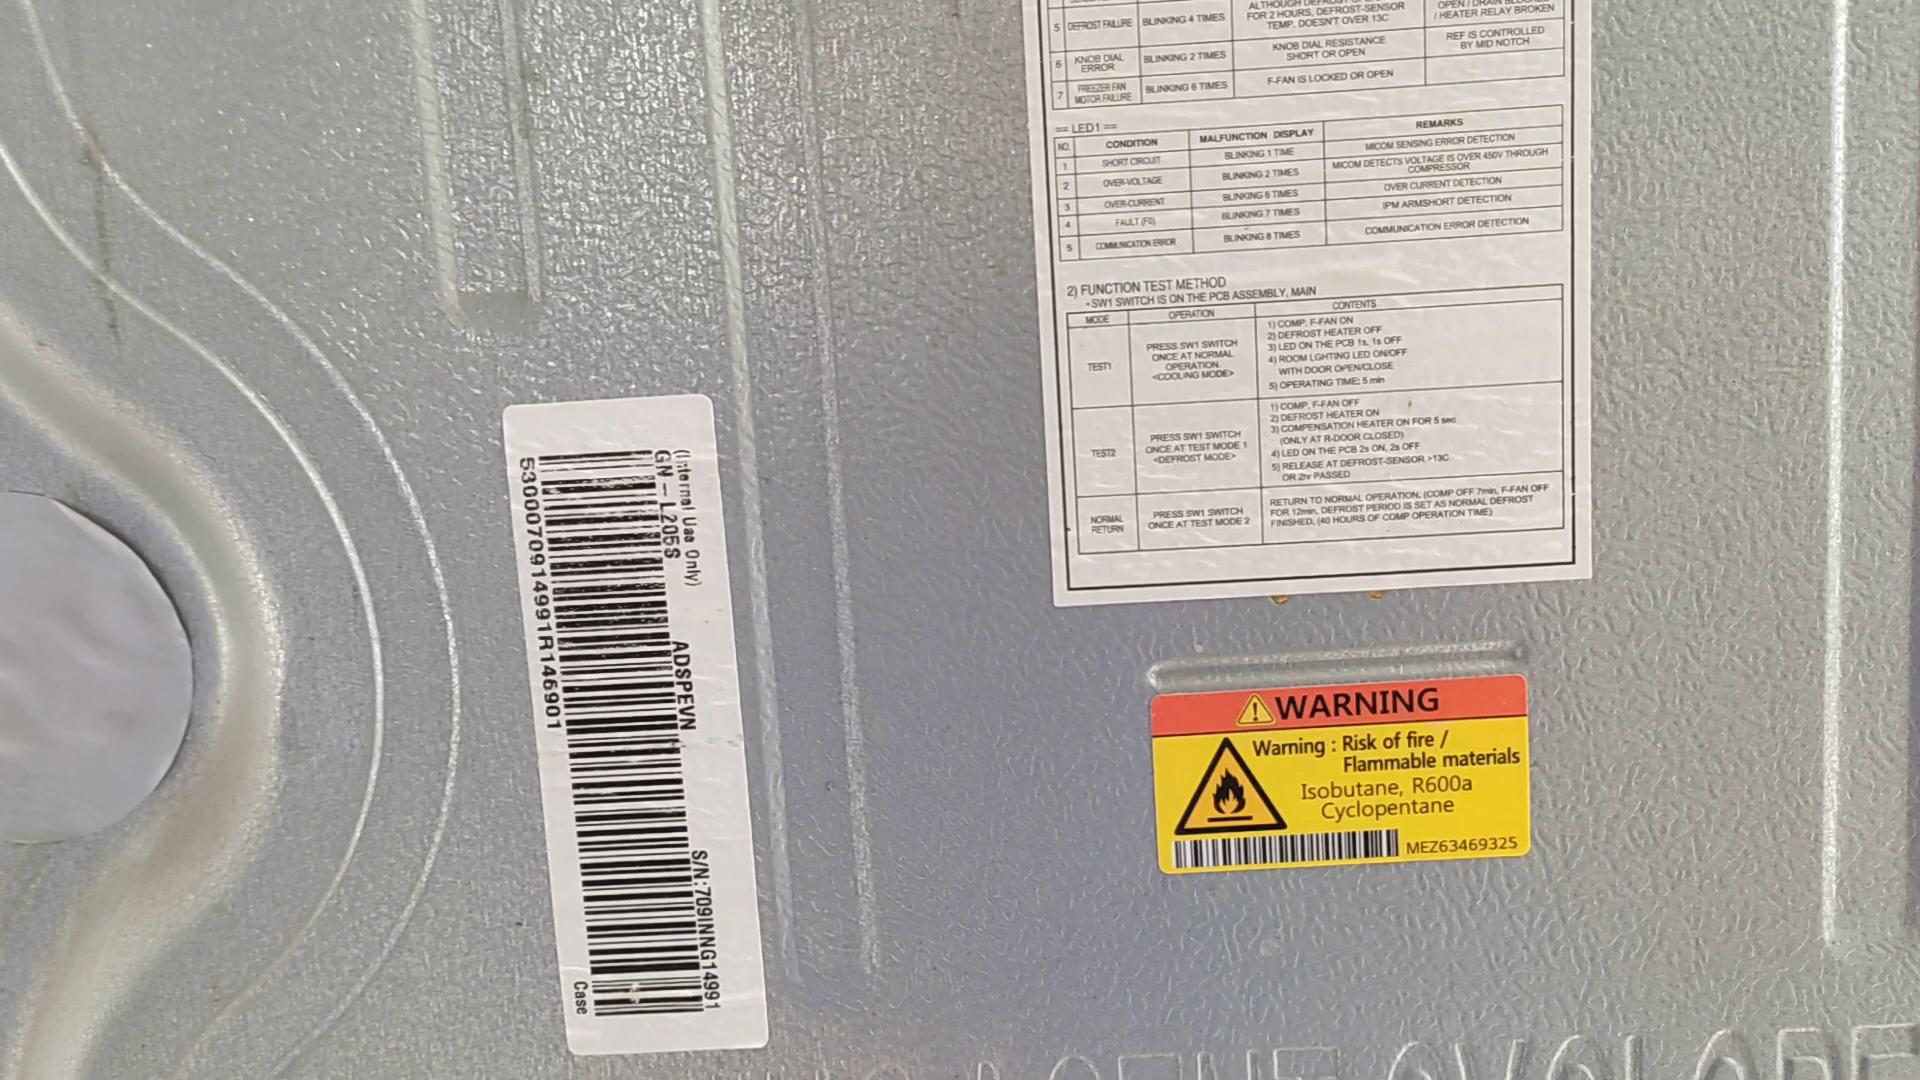 5 DEFROST FAILURE BLINKING 4 TIMES ALTHOUGH DEFROST
FOR 2 HOURS, DEFROST-SENSOR
TEMP. DOESN'T OVER 13C
OPEN / DRAIN
/ HEATER RELAY BROKEN
6 KNOB DIAL
ERROR
BLINKING 2 TIMES
KNOB DIAL RESISTANCE
SHORT OR OPEN
REF IS CONTROLLED
BY MID NOTCH
7 FREEZER FAN
MOTOR FAILURE
BLINKING 6 TIMES
F-FAN IS LOCKED OR OPEN
== LED1 ==
NO. CONDITION MALFUNCTION DISPLAY REMARKS
1 SHORT CIRCUIT BLINKING 1 TIME MICOM SENSING ERROR DETECTION
2 OVER-VOLTAGE BLINKING 2 TIMES MICOM DETECTS VOLTAGE IS OVER 450V THROUGH
COMPRESSOR
3 OVER-CURRENT BLINKING 6 TIMES OVER CURRENT DETECTION
4 FAULT (F0) BLINKING 7 TIMES IPM ARMSHORT DETECTION
5 COMMUNICATION ERROR BLINKING 8 TIMES COMMUNICATION ERROR DETECTION
2) FUNCTION TEST METHOD
•SW1 SWITCH IS ON THE PCB ASSEMBLY, MAIN
MODE OPERATION CONTENTS
TEST1
PRESS SW1 SWITCH
ONCE AT NORMAL
OPERATION.
<COOLING MODE>
1) COMP, F-FAN ON
2) DEFROST HEATER OFF
3) LED ON THE PCB 1s, 1s OFF
4) ROOM LGHTING LED ON/OFF
WITH DOOR OPEN/CLOSE
5) OPERATING TIME: 5 min
TEST2
PRESS SW1 SWITCH
ONCE AT TEST MODE 1
<DEFROST MODE>
1) COMP, F-FAN OFF
2) DEFROST HEATER ON
3) COMPENSATION HEATER ON FOR 5 sec
(ONLY AT R-DOOR CLOSED)
4) LED ON THE PCB 2s ON, 2s OFF
5) RELEASE AT DEFROST-SENSOR >13C
OR 2hr PASSED
NORMAL
RETURN
PRESS SW1 SWITCH
ONCE AT TEST MODE 2
RETURN TO NORMAL OPERATION. (COMP OFF 7min, F-FAN OFF
FOR 12min, DEFROST PERIOD IS SET AS NORMAL DEFROST
FINISHED. (40 HOURS OF COMP OPERATION TIME)
(Internal Use Only)
GN-L205S ADSPEVN S/N:709INNG14991
5300070914991R146901 Case
WARNING
Warning : Risk of fire /
Flammable materials
Isobutane, R600a
Cyclopentane
MEZ63469325